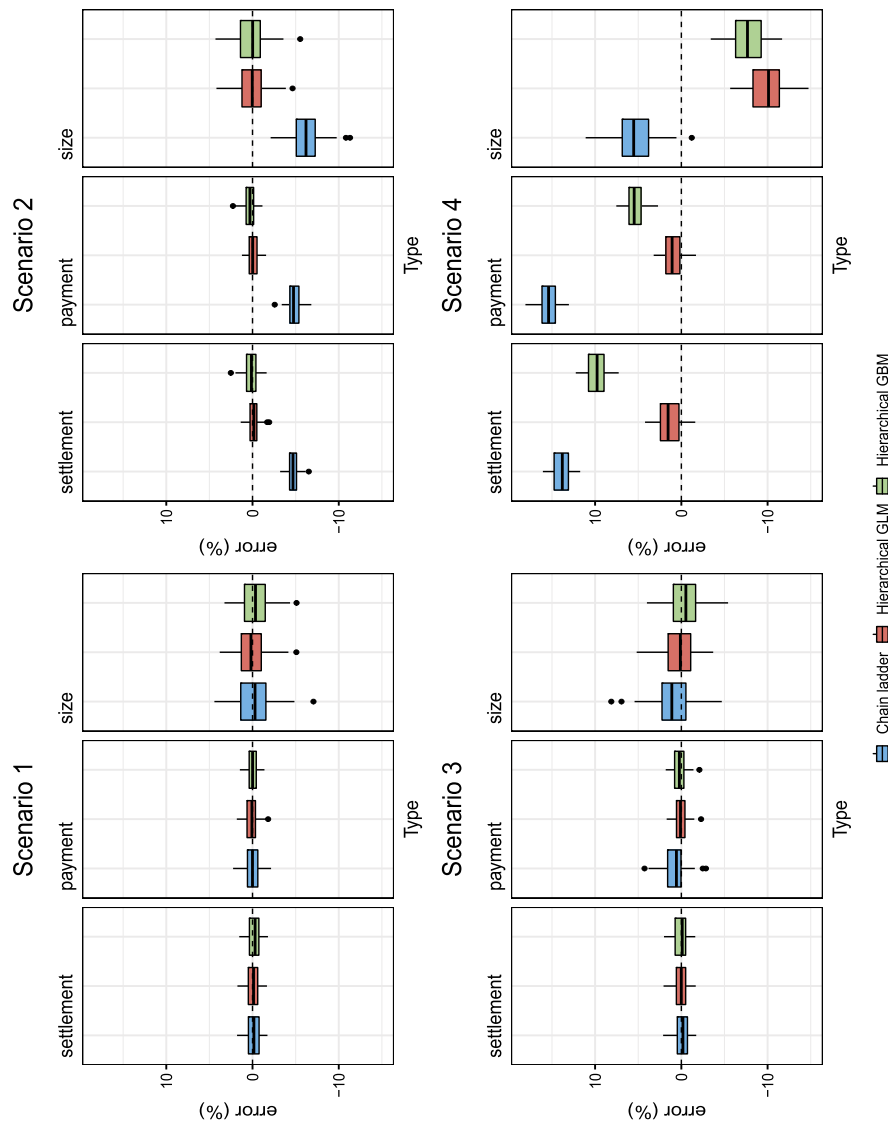 Scenario 1
settlement
payment
size
10
0
−10
error (%)
Type
Scenario 2
settlement
payment
size
10
0
−10
error (%)
Type
Scenario 3
settlement
payment
size
10
0
−10
error (%)
Type
Scenario 4
settlement
payment
size
10
0
−10
error (%)
Type
Chain ladder Hierarchical GLM Hierarchical GBM